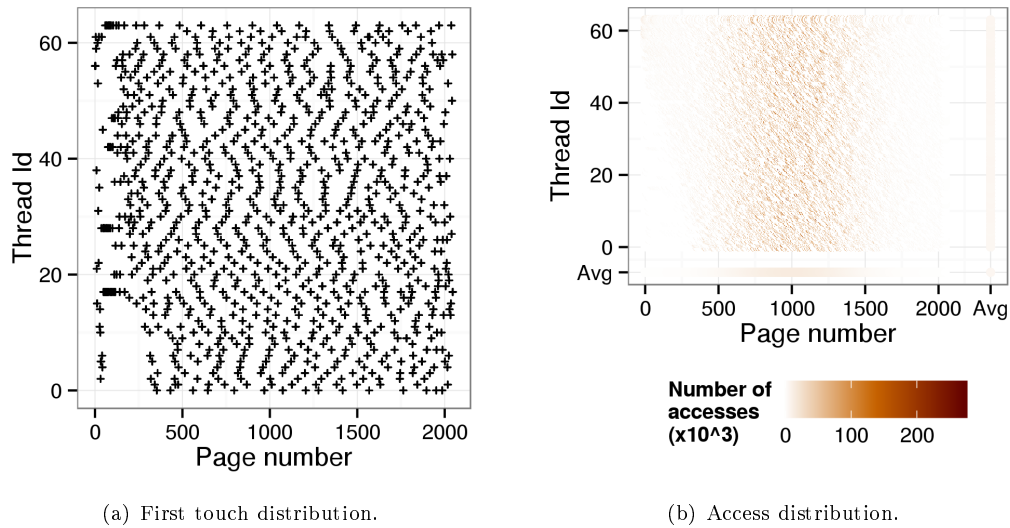 60
40
20
0
Thread Id
0 500 1000 1500 2000
Page number
(a) First touch distribution.
60
40
20
0
Avg
Thread Id
0 500 1000 1500 2000 Avg
Page number
Number of
accesses
(x10^3)
0 100 200
(b) Access distribution.